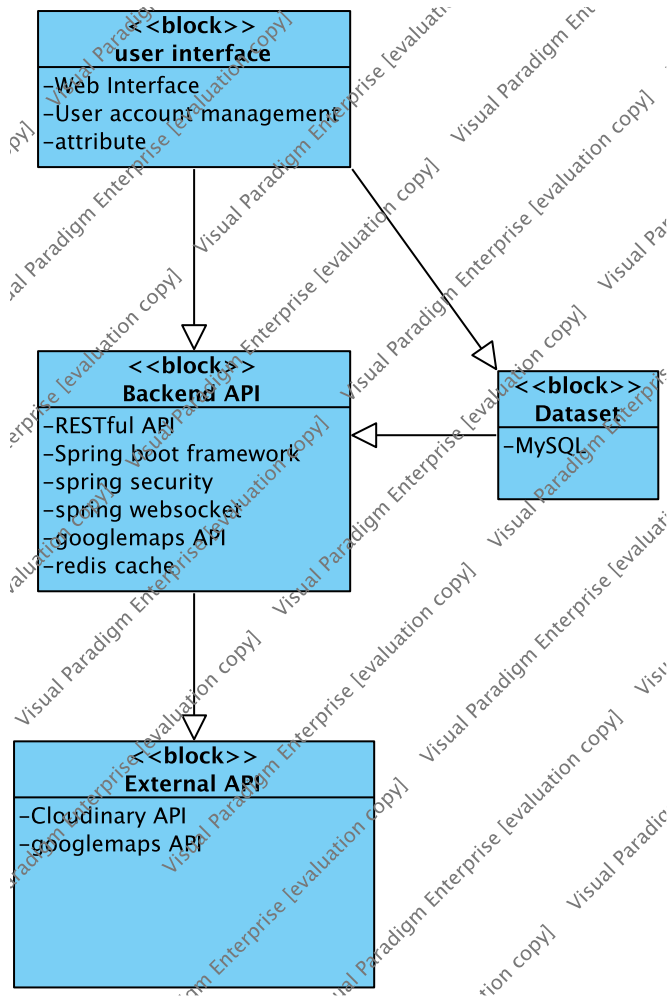 <<block>>
user interface
-Web Interface
-User account management
-attribute
<<block>>
Backend API
-RESTful API
-Spring boot framework
-spring security
-spring websocket
-googlemaps API
-redis cache
<<block>>
Dataset
-MySQL
<<block>>
External API
-Cloudinary API
-googlemaps API
Visual Paradigm Enterprise [evaluation copy]